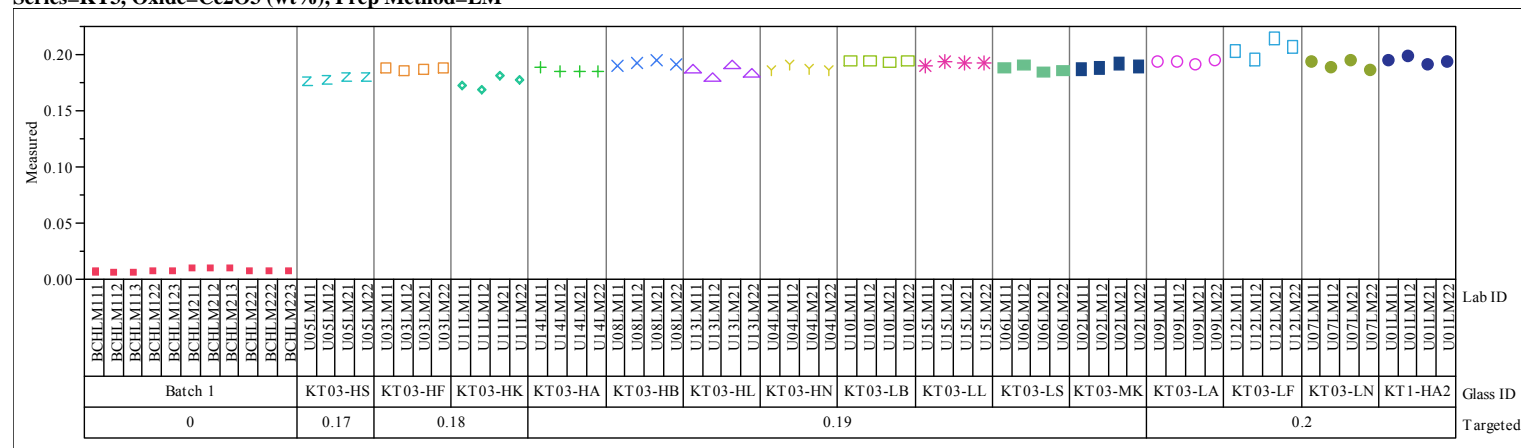 Series=KT3, Oxide=Ce2O3 (wt%), Prep Method=LM
Measured
0.20
0.15
0.10
0.05
0.00
BCHLM111
BCHLM112
BCHLM113
BCHLM122
BCHLM123
BCHLM211
BCHLM212
BCHLM213
BCHLM221
BCHLM222
BCHLM223
U05LM11
U05LM12
U05LM21
U05LM22
U03LM11
U03LM12
U03LM21
U03LM22
U11LM11
U11LM12
U11LM21
U11LM22
U14LM11
U14LM12
U14LM21
U14LM22
U08LM11
U08LM12
U08LM21
U08LM22
U13LM11
U13LM12
U13LM21
U13LM22
U04LM11
U04LM12
U04LM21
U04LM22
U10LM11
U10LM12
U10LM21
U10LM22
U15LM11
U15LM12
U15LM21
U15LM22
U06LM11
U06LM12
U06LM21
U06LM22
U02LM11
U02LM12
U02LM21
U02LM22
U09LM11
U09LM12
U09LM21
U09LM22
U12LM11
U12LM12
U12LM21
U12LM22
U07LM11
U07LM12
U07LM21
U07LM22
U01LM11
U01LM12
U01LM21
U01LM22
Lab ID
Batch 1 KT03-HS KT03-HF KT03-HK KT03-HA KT03-HB KT03-HL KT03-HN KT03-LB KT03-LL KT03-LS KT03-MK KT03-LA KT03-LF KT03-LN KT1-HA2 Glass ID
0 0.17 0.18 0.19 0.2 Targeted